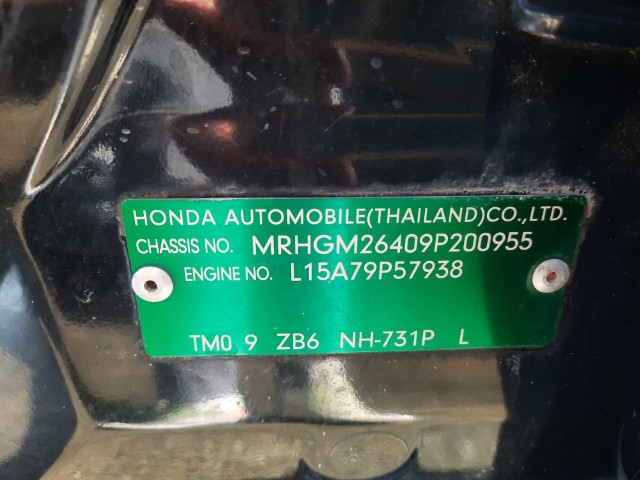 HONDA AUTOMOBILE(THAILAND)CO.,LTD.
CHASSIS NO. MRHGM26409P200955
ENGINE NO. L15A79P57938
TM0 9 ZB6 NH-731P L